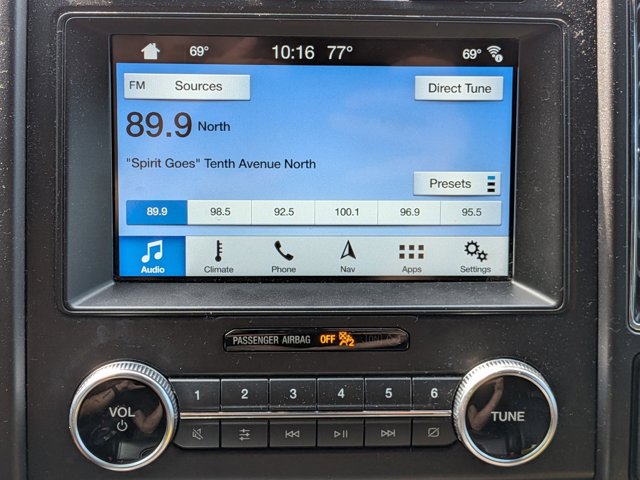 69° 10:16 77° 69°
FM Sources Direct Tune
89.9 North
"Spirit Goes" Tenth Avenue North
Presets
89.9 98.5 92.5 100.1 96.9 95.5
Audio Climate Phone Nav Apps Settings
PASSENGER AIRBAG OFF
1 2 3 4 5 6
VOL TUNE